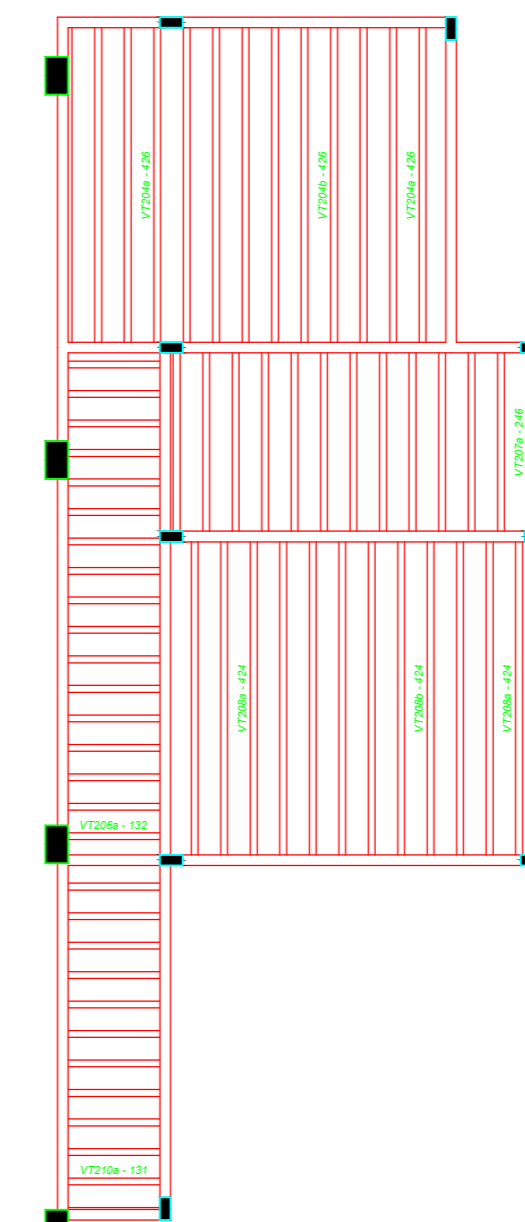 VT204a - 426
VT204b - 426
VT204a - 426
VT207a - 246
VT208a - 424
VT208b - 424
VT208a - 424
VT206a - 132
VT210a - 131